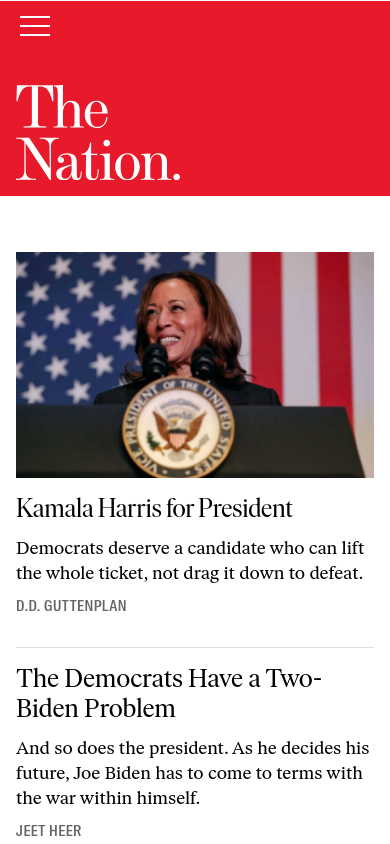 The
Nation.
VICE PRESIDENT OF THE UNITED STATES
Kamala Harris for President
Democrats deserve a candidate who can lift
the whole ticket, not drag it down to defeat.
D.D. GUTTENPLAN
The Democrats Have a Two-
Biden Problem
And so does the president. As he decides his
future, Joe Biden has to come to terms with
the war within himself.
JEET HEER